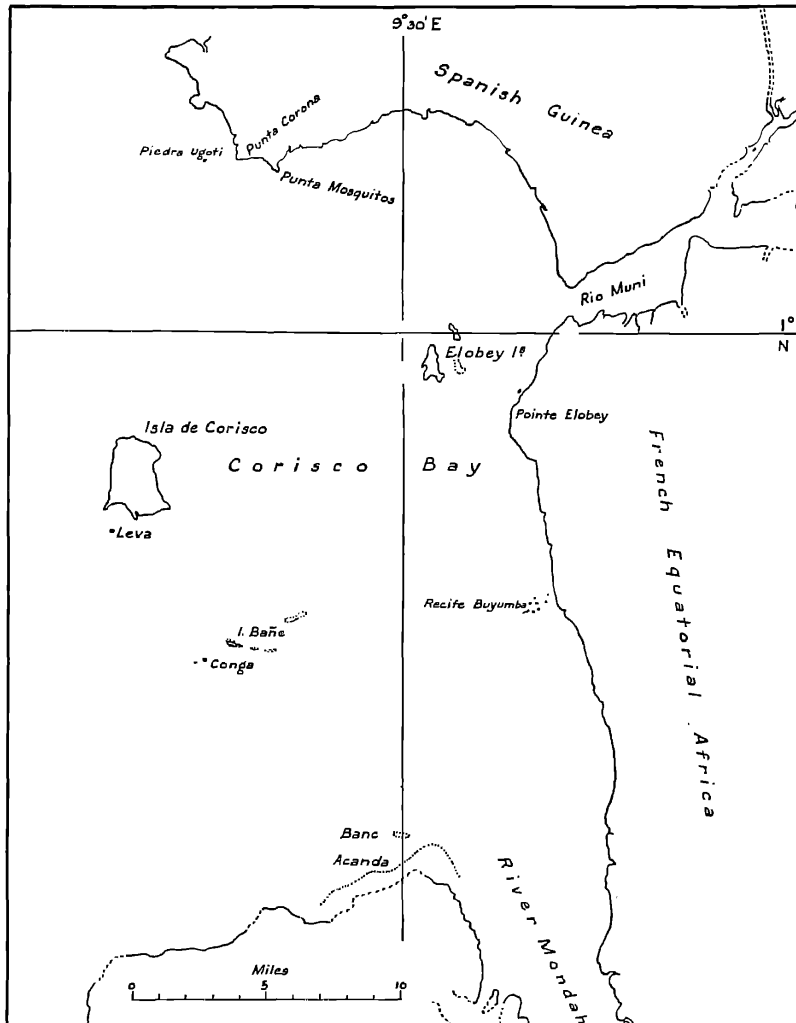 9°30' E
Spanish Guinea
Punta Corona
Piedra Ugoti
Punta Mosquitos
Rio Muni
1°
N
Elobey Is
Pointe Elobey
Isla de Corisco
Corisco Bay
French Equatorial Africa
Leva
Recife Buyumba
I. Bañe
Conga
Banc
Acanda
River Mondah
Miles
0 5 10